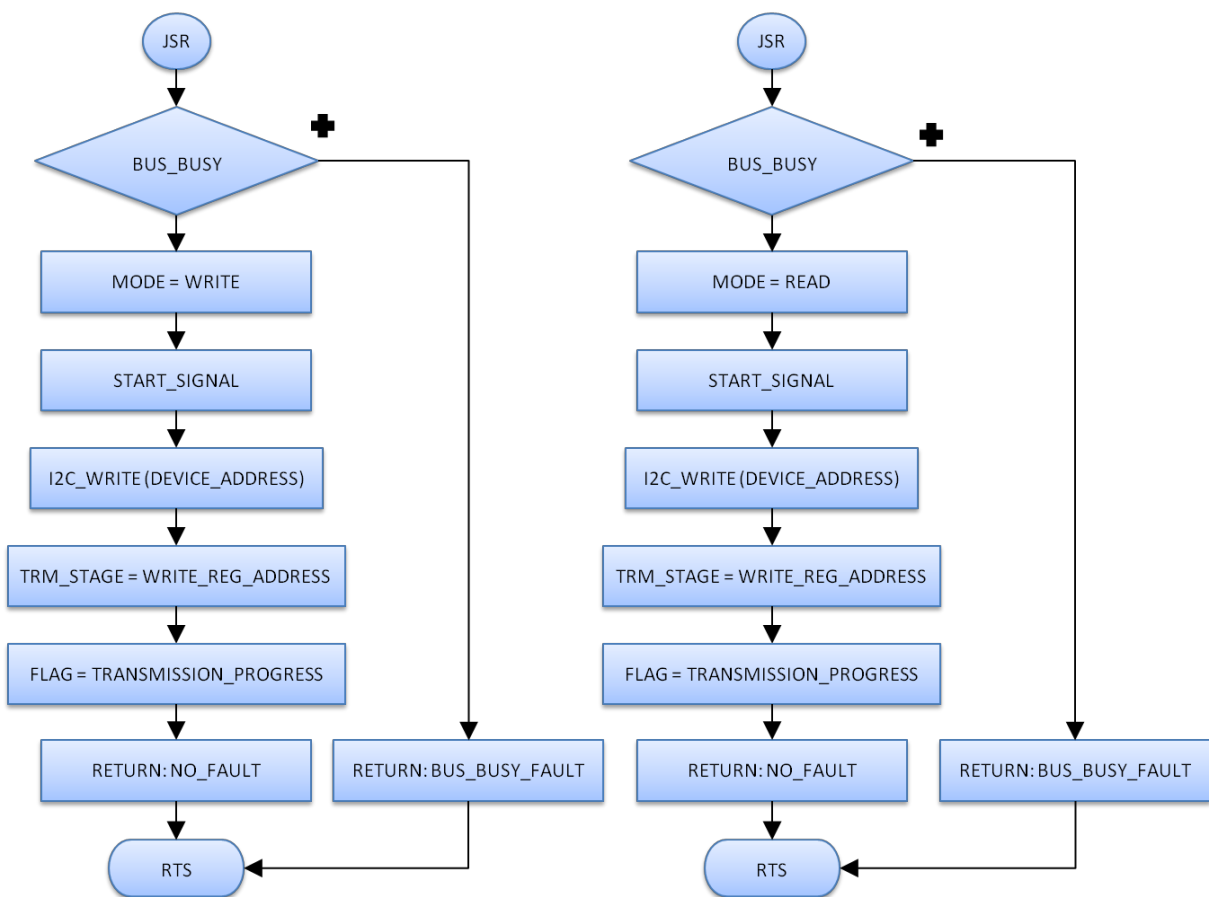 JSR
BUS_BUSY
MODE = WRITE
START_SIGNAL
I2C_WRITE (DEVICE_ADDRESS)
TRM_STAGE = WRITE_REG_ADDRESS
FLAG = TRANSMISSION_PROGRESS
RETURN: NO_FAULT
RETURN: BUS_BUSY_FAULT
RTS
JSR
BUS_BUSY
MODE = READ
START_SIGNAL
I2C_WRITE (DEVICE_ADDRESS)
TRM_STAGE = WRITE_REG_ADDRESS
FLAG = TRANSMISSION_PROGRESS
RETURN: NO_FAULT
RETURN: BUS_BUSY_FAULT
RTS